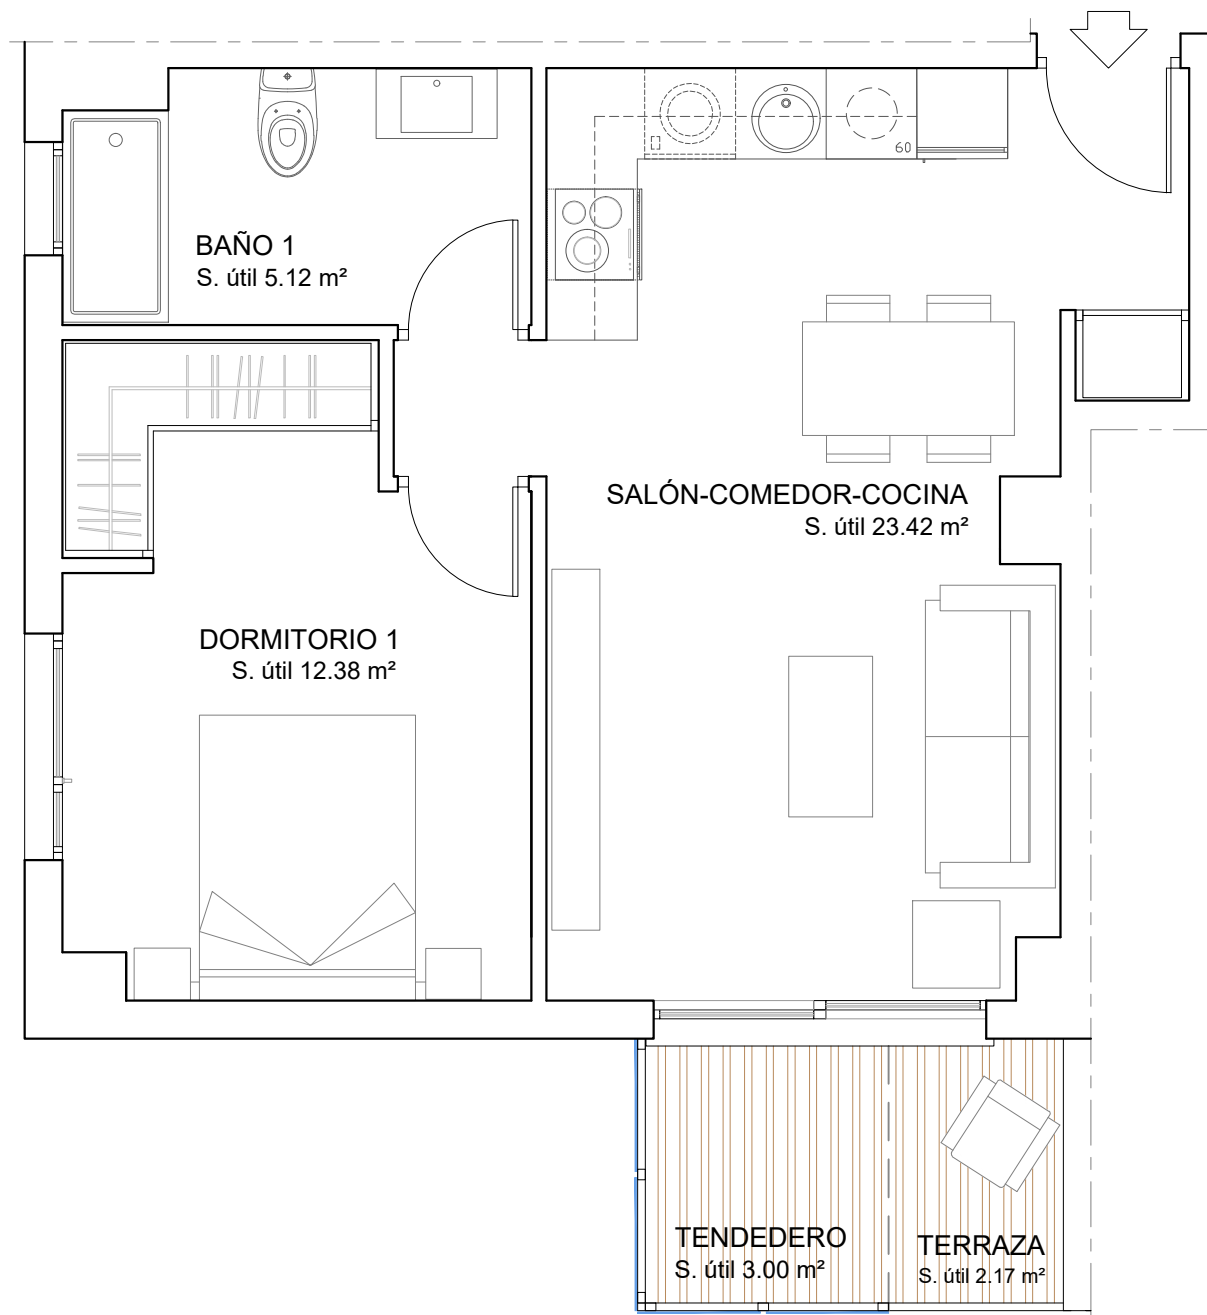 60
BAÑO 1
S. útil 5.12 m²
SALÓN-COMEDOR-COCINA
S. útil 23.42 m²
DORMITORIO 1
S. útil 12.38 m²
TENDEDERO
S. útil 3.00 m²
TERRAZA
S. útil 2.17 m²